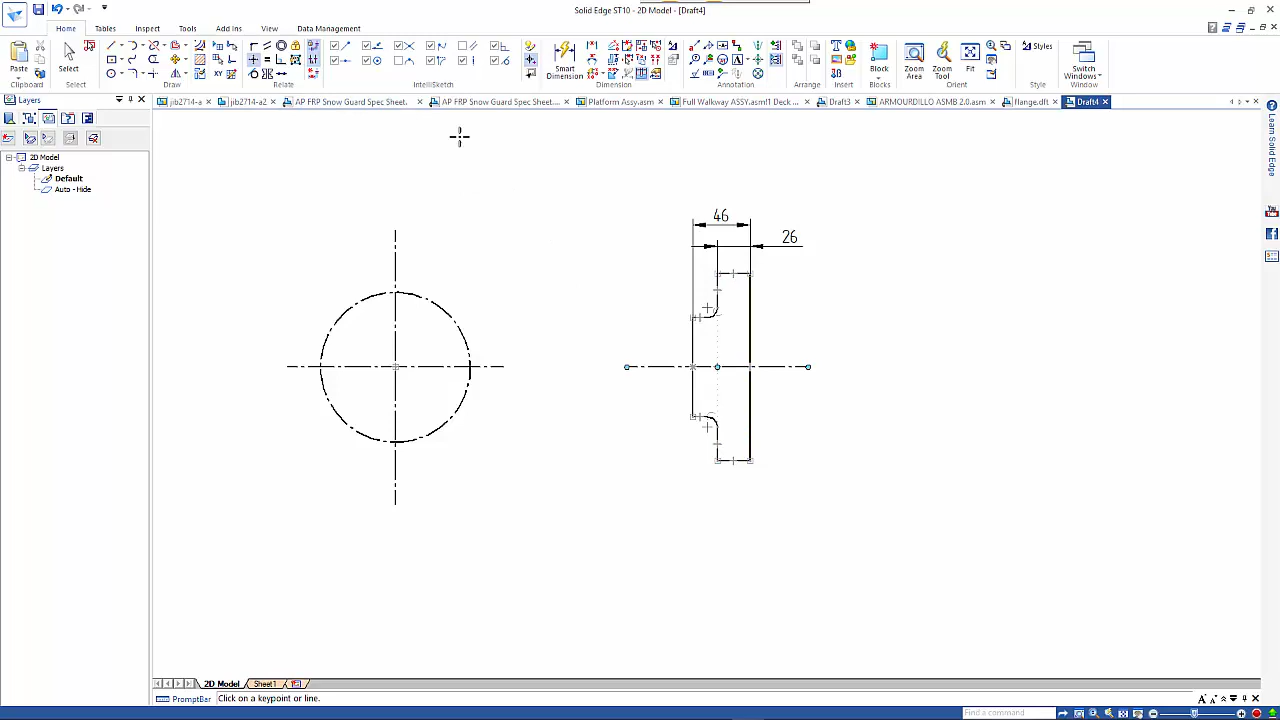 Solid Edge ST10 - 2D Model - [Draft4]
Home Tables Inspect Tools Add Ins View Data Management
Paste
Select
Smart
Dimension
Zoom
Area
Zoom
Tool
Fit
Styles
Block
Switch
Windows
Clipboard Select Draw Relate IntelliSketch Dimension Annotation Arrange Insert Blocks Orient Style Window
Layers
jib2714-a jib2714-a2 AP FRP Snow Guard Spec Sheet. AP FRP Snow Guard Spec Sheet.... Platform Assy.asm Full Walkway ASSY.asm!1 Deck ... Draft3 ARMOURDILLO ASMB 2.0.asm flange.dft Draft4
2D Model
Layers
Default
Auto - Hide
Learn Solid Edge
You
Tube
46
26
2D Model Sheet1
PromptBar Click on a keypoint or line.
Find a command